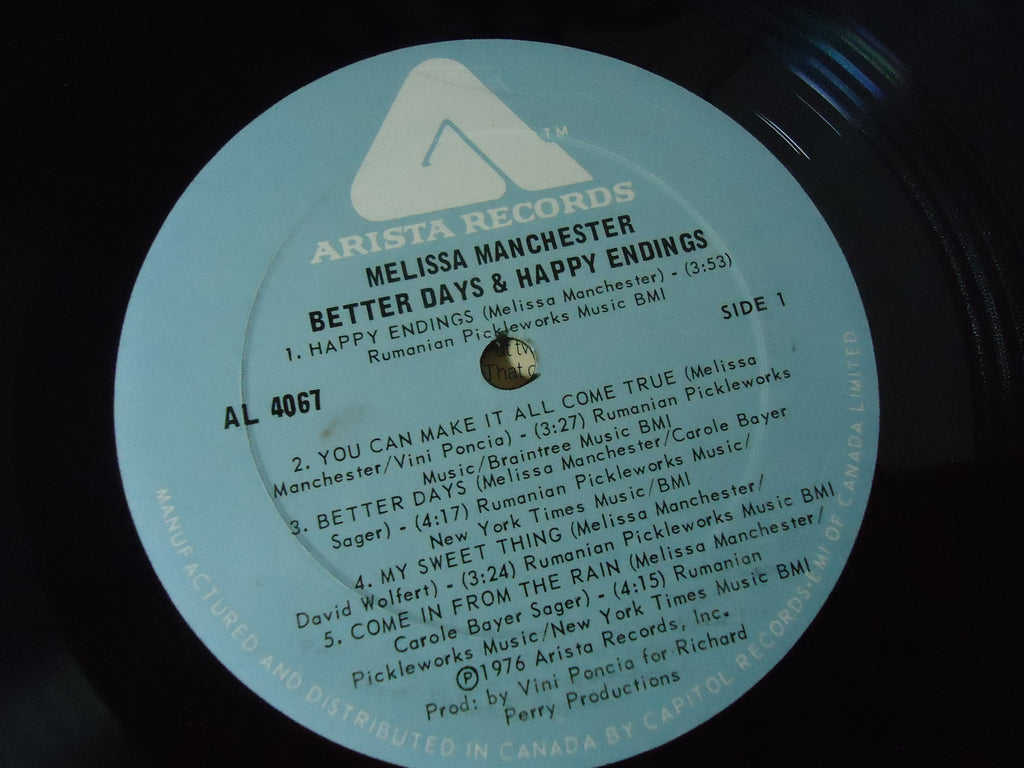 TM
ARISTA RECORDS
MELISSA MANCHESTER
BETTER DAYS & HAPPY ENDINGS
1. HAPPY ENDINGS (Melissa Manchester) - (3:53)
Rumanian Pickleworks Music BMI
SIDE 1
AL 4067
2. YOU CAN MAKE IT ALL COME TRUE (Melissa
Manchester/Vini Poncia) - (3:27) Rumanian Pickleworks
Music/Braintree Music BMI
3. BETTER DAYS (Melissa Manchester/Carole Bayer
Sager) - (4:17) Rumanian Pickleworks Music/
New York Times Music/BMI
4. MY SWEET THING (Melissa Manchester/
David Wolfert) - (3:24) Rumanian Pickleworks Music BMI
5. COME IN FROM THE RAIN (Melissa Manchester/
Carole Bayer Sager) - (4:15) Rumanian
Pickleworks Music/New York Times Music BMI
Ⓟ1976 Arista Records, Inc.
Prod: by Vini Poncia for Richard
Perry Productions
MANUFACTURED AND DISTRIBUTED IN CANADA BY CAPITOL RECORDS-EMI OF CANADA LIMITED
That